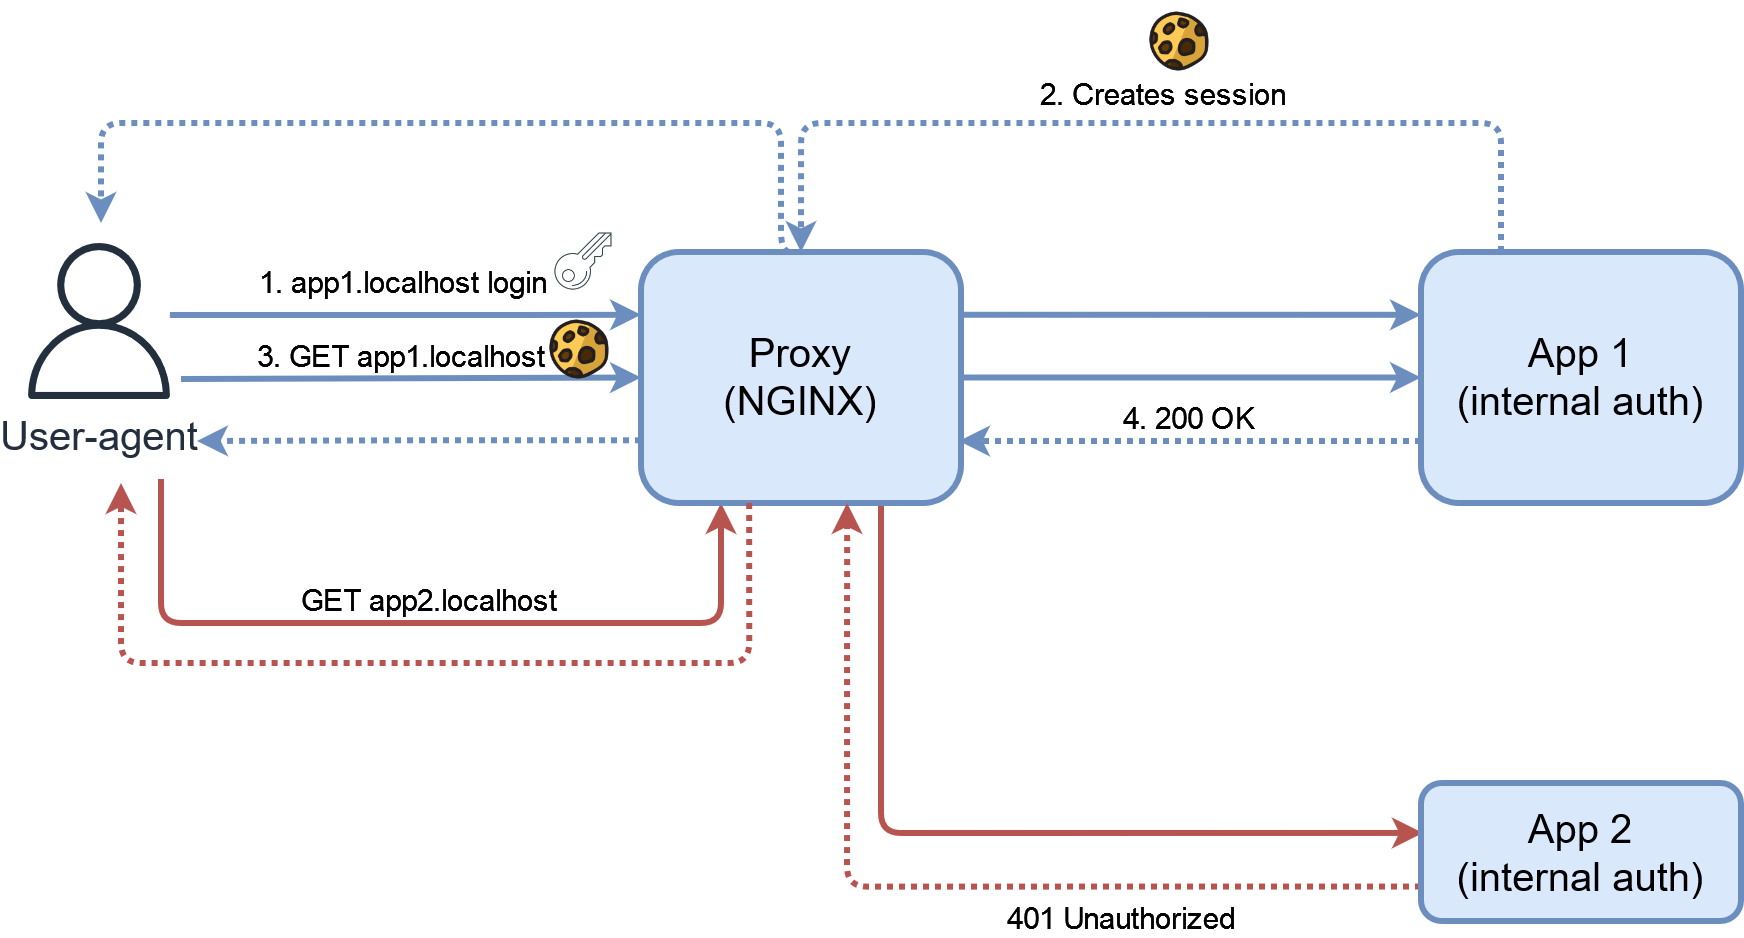 2. Creates session
1. app1.localhost login
3. GET app1.localhost
Proxy
(NGINX)
App 1
(internal auth)
4. 200 OK
User-agent
GET app2.localhost
App 2
(internal auth)
401 Unauthorized